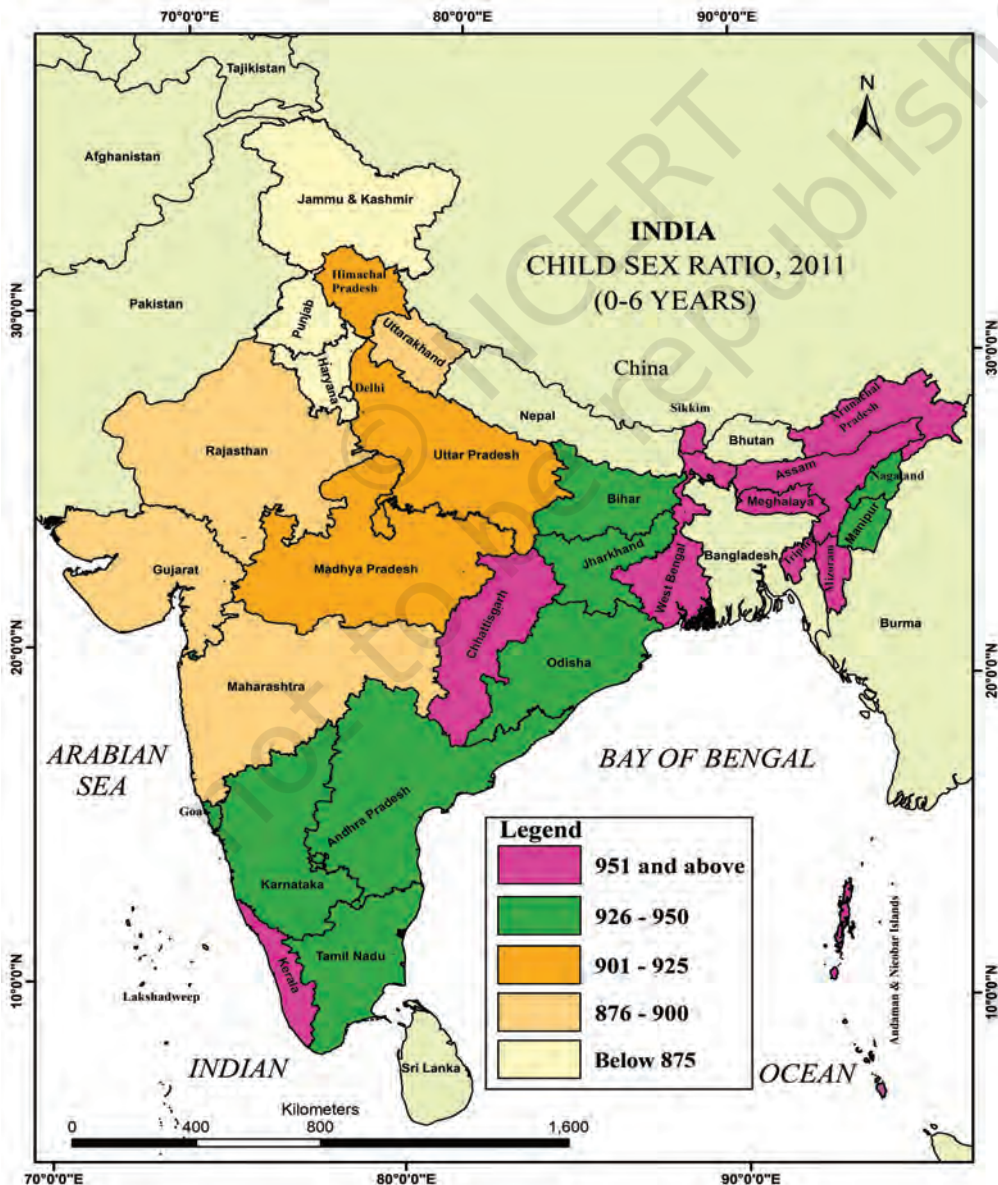 70°0'0"E
80°0'0"E
90°0'0"E
N
INDIA
CHILD SEX RATIO, 2011
(0-6 YEARS)
Tajikistan
Afghanistan
Jammu & Kashmir
Himachal
Pradesh
Pakistan
Punjab
Uttarakhand
Haryana
Delhi
China
Nepal
Sikkim
Bhutan
Arunachal
Pradesh
Rajasthan
Uttar Pradesh
Bihar
Assam
Nagaland
Meghalaya
Manipur
Gujarat
Madhya Pradesh
Jharkhand
West Bengal
Bangladesh
Tripura
Mizoram
Burma
Chhattisgarh
Odisha
Maharashtra
ARABIAN
SEA
BAY OF BENGAL
Goa
Andhra Pradesh
Karnataka
Tamil Nadu
Kerala
Lakshadweep
Andaman & Nicobar Islands
Sri Lanka
INDIAN
OCEAN
Legend
951 and above
926 - 950
901 - 925
876 - 900
Below 875
Kilometers
0 400 800 1,600
30°0'0"N
20°0'0"N
10°0'0"N
30°0'0"N
20°0'0"N
10°0'0"N
70°0'0"E
80°0'0"E
90°0'0"E
© NCERT
not to be republish